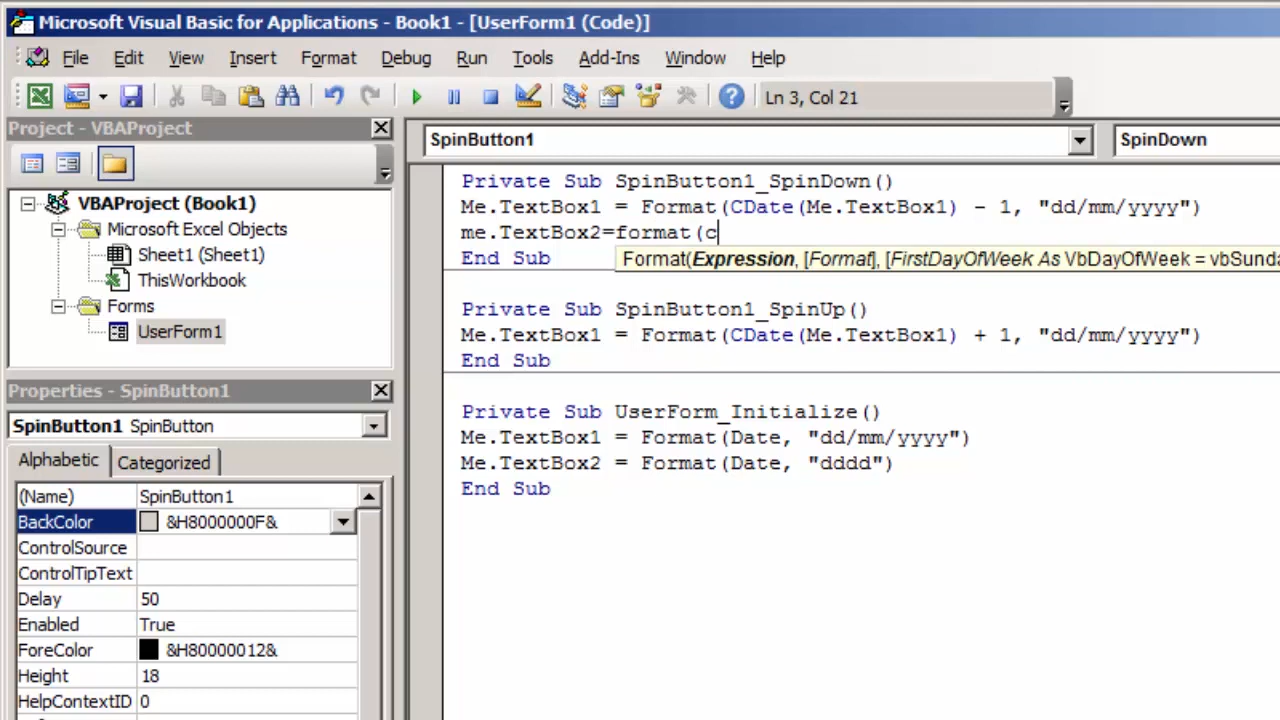 Microsoft Visual Basic for Applications - Book1 - [UserForm1 (Code)]
File Edit View Insert Format Debug Run Tools Add-Ins Window Help
Ln 3, Col 21
Project - VBAProject
VBAProject (Book1)
Microsoft Excel Objects
Sheet1 (Sheet1)
ThisWorkbook
Forms
UserForm1
Properties - SpinButton1
SpinButton1 SpinButton
Alphabetic Categorized
(Name) SpinButton1
BackColor &H8000000F&
ControlSource
ControlTipText
Delay 50
Enabled True
ForeColor &H80000012&
Height 18
HelpContextID 0
SpinButton1 SpinDown
Private Sub SpinButton1_SpinDown()
Me.TextBox1 = Format(CDate(Me.TextBox1) - 1, "dd/mm/yyyy")
me.TextBox2=format(c
End Sub
Format(Expression, [Format], [FirstDayOfWeek As VbDayOfWeek = vbSunda
Private Sub SpinButton1_SpinUp()
Me.TextBox1 = Format(CDate(Me.TextBox1) + 1, "dd/mm/yyyy")
End Sub
Private Sub UserForm_Initialize()
Me.TextBox1 = Format(Date, "dd/mm/yyyy")
Me.TextBox2 = Format(Date, "dddd")
End Sub